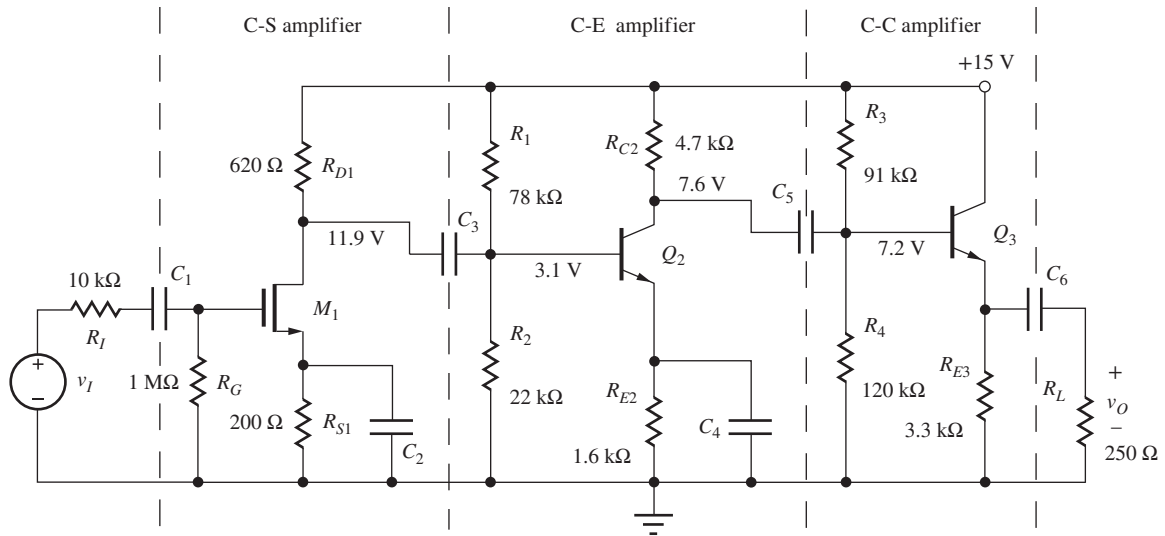 C-S amplifier
C-E amplifier
C-C amplifier
+15 V
R1
RC2
4.7 kΩ
R3
620 Ω
RD1
78 kΩ
7.6 V
C5
91 kΩ
11.9 V
C3
3.1 V
Q2
7.2 V
Q3
10 kΩ
C1
C6
RI
M1
R2
R4
+
vI
−
1 MΩ
RG
22 kΩ
RE2
120 kΩ
RE3
RL
+
vO
−
200 Ω
RS1
C2
C4
3.3 kΩ
1.6 kΩ
250 Ω